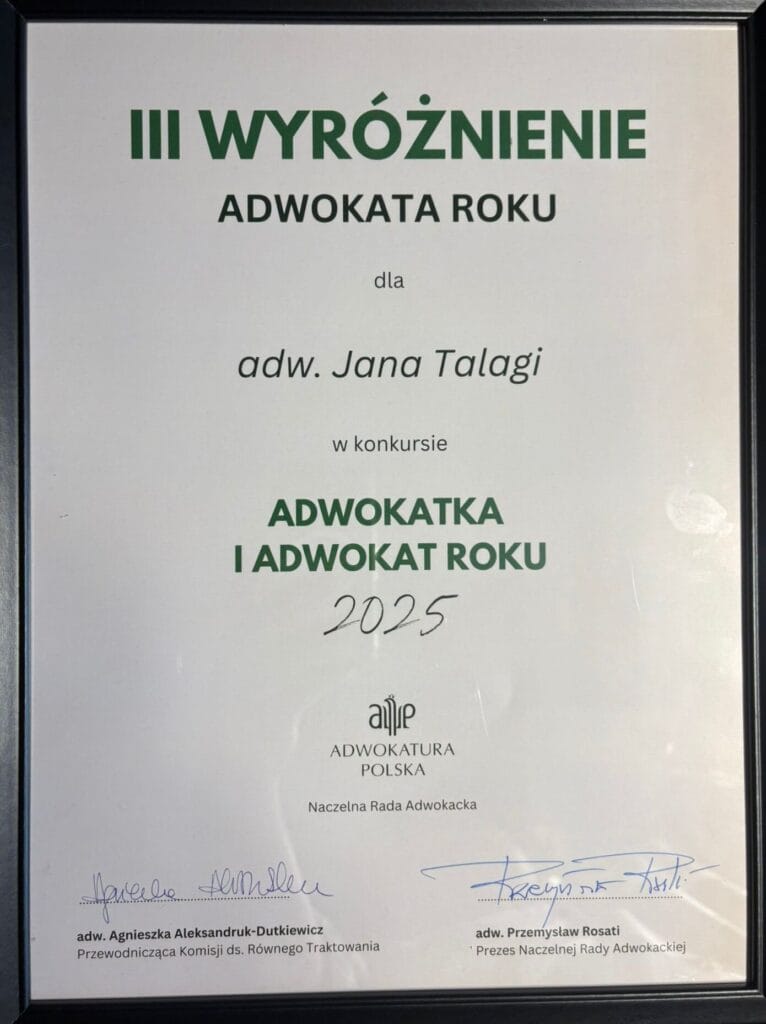 III WYRÓŻNIENIE
ADWOKATA ROKU
dla
adw. Jana Talagi
w konkursie
ADWOKATKA
I ADWOKAT ROKU
2025
ADWOKATURA
POLSKA
Naczelna Rada Adwokacka
adw. Agnieszka Aleksandruk-Dutkiewicz
Przewodnicząca Komisji ds. Równego Traktowania
adw. Przemysław Rosati
Prezes Naczelnej Rady Adwokackiej